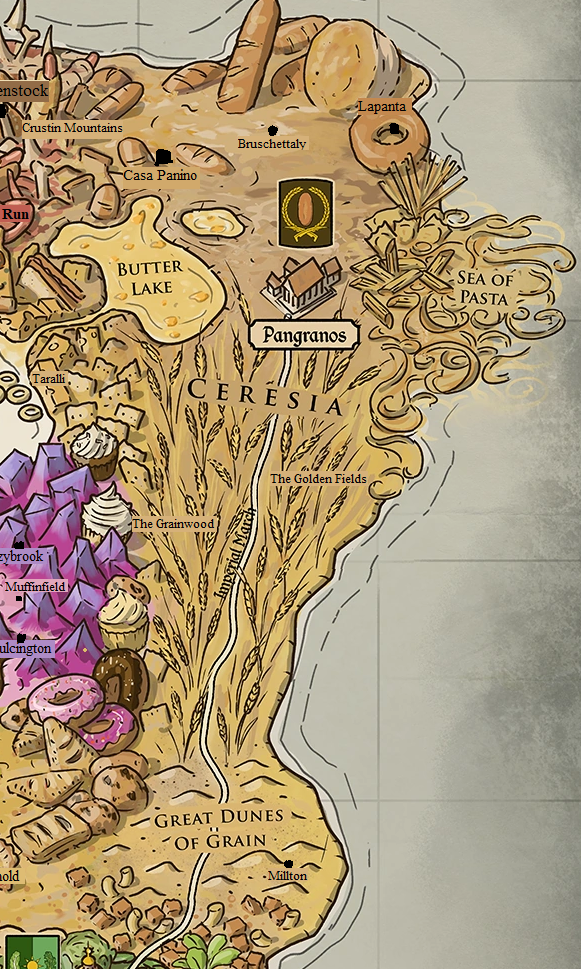 enstock
Crustin Mountains
Lapanta
Bruschettaly
Casa Panino
Run
BUTTER
LAKE
SEA OF
PASTA
Pangranos
Taralli
CERESIA
The Golden Fields
The Grainwood
Imperial March
zybrook
r Muffinfield
ulcington
GREAT DUNES
OF GRAIN
Millton
nold